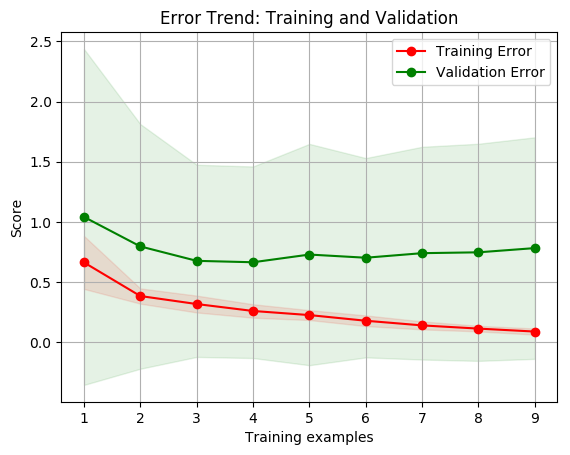 Error Trend: Training and Validation
Training Error
Validation Error
Score
2.5
2.0
1.5
1.0
0.5
0.0
1 2 3 4 5 6 7 8 9
Training examples